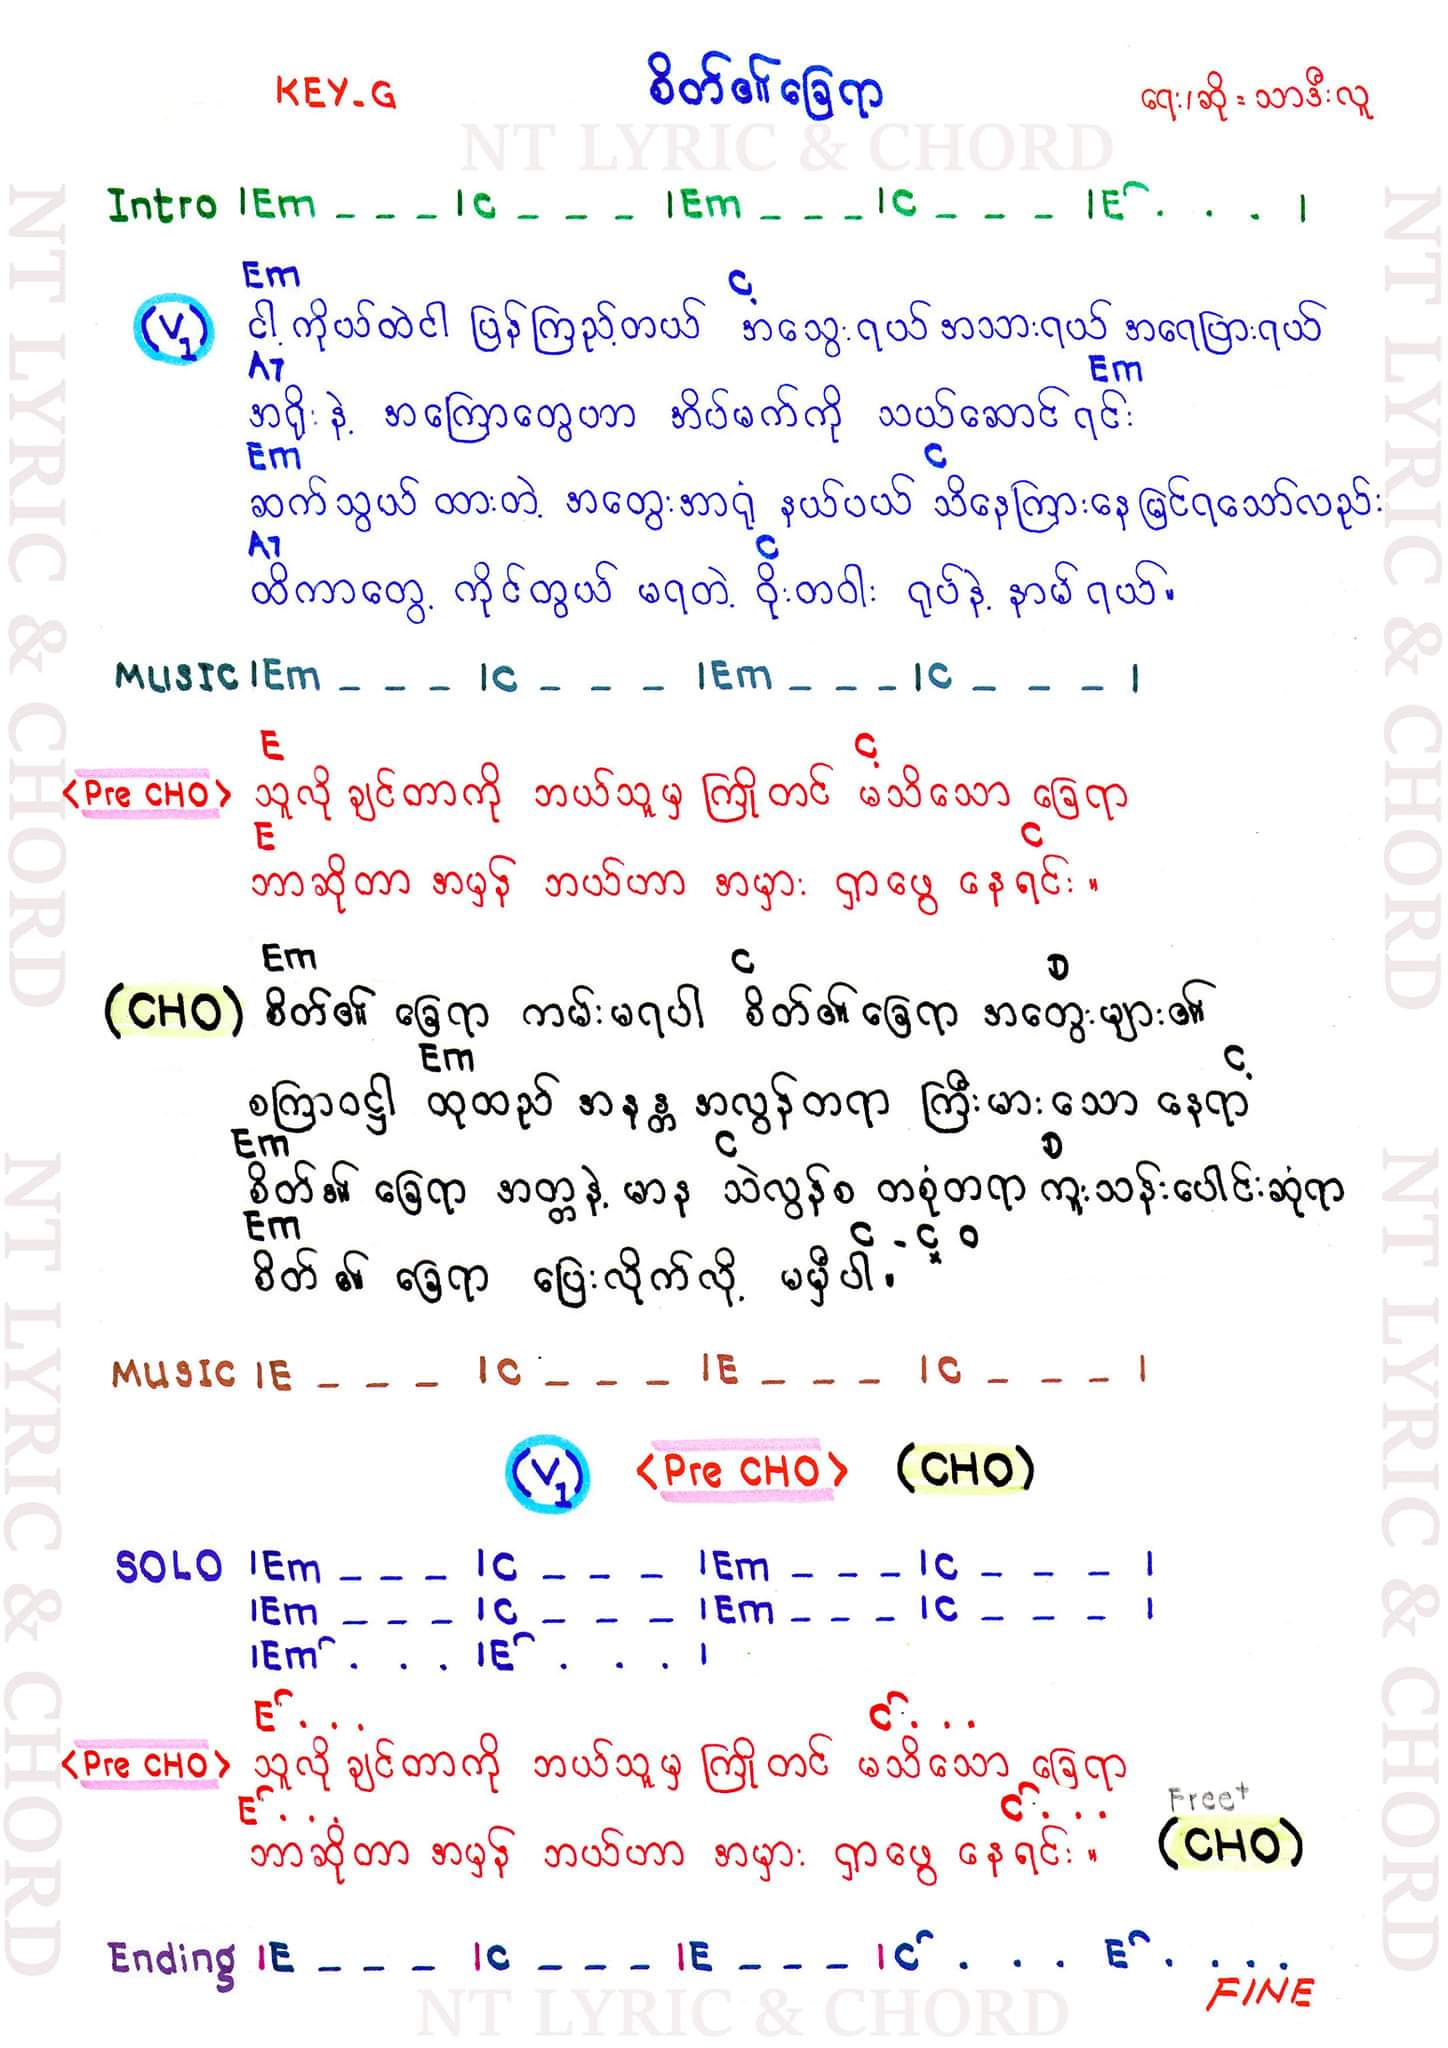 KEY-G
စိတ်၏ခြေရာ
ရေး/ဆို = သာဒီးလူ
NT LYRIC & CHORD
Intro |Em _ _ _ |C _ _ _ |Em _ _ _ |C _ _ _ |E . . . |
Em C
(V1) ငါ့ကိုယ်ထဲငါ ပြန်ကြည့်တယ် အသွေးရယ် အသားရယ် အရေပြားရယ်
A7 Em
အရိုးနဲ့ အကြောတွေဟာ အိပ်မက်ကို သယ်ဆောင်ရင်း
Em C
ဆက်သွယ်ထားတဲ့ အတွေးအာရုံ နယ်ပယ် သိနေကြားနေမြင်ရသော်လည်း
A7 C
ထိကာတွေ့ ကိုင်တွယ် မရတဲ့ ဝိုးတဝါး ရုပ်နဲ့ နာမ်ရယ်။
MUSIC |Em _ _ _ |C _ _ _ |Em _ _ _ |C _ _ _ |
E C
<Pre CHO> သူလိုချင်တာကို ဘယ်သူမှ ကြိုတင် မသိသော ခြေရာ
E C
ဘာဆိုတာ အမှန် ဘယ်ဟာ အမှား ရှာဖွေ နေရင်း။
Em C D
(CHO) စိတ်၏ ခြေရာ ကမ်းမရပါ စိတ်၏ခြေရာ အတွေးများ၏
Em C
စကြာဝဠာ ထုထည် အနန္တ အလွန်တရာ ကြီးမားသော နေရာ
Em C D
စိတ်၏ ခြေရာ အတ္တနဲ့ မာန သဲလွန်စ တစုံတရာ ကူးသန်းပေါင်းဆုံရာ
Em C - C D
စိတ်၏ ခြေရာ ပြေးလိုက်လို့ မမှီပါ။
MUSIC |E _ _ _ |C _ _ _ |E _ _ _ |C _ _ _ |
(V1) <Pre CHO> (CHO)
SOLO |Em _ _ _ |C _ _ _ |Em _ _ _ |C _ _ _ |
|Em _ _ _ |C _ _ _ |Em _ _ _ |C _ _ _ |
|Em . . . |E . . . |
E . . . C . . .
<Pre CHO> သူလိုချင်တာကို ဘယ်သူမှ ကြိုတင် မသိသော ခြေရာ
E . . . C . . .
ဘာဆိုတာ အမှန် ဘယ်ဟာ အမှား ရှာဖွေ နေရင်း။
Free+
(CHO)
Ending |E _ _ _ |C _ _ _ |E _ _ _ |C . . . E . . . .
FINE
NT LYRIC & CHORD
NT LYRIC & CHORD
NT LYRIC & CHORD
NT LYRIC & CHORD
NT LYRIC & CHORD